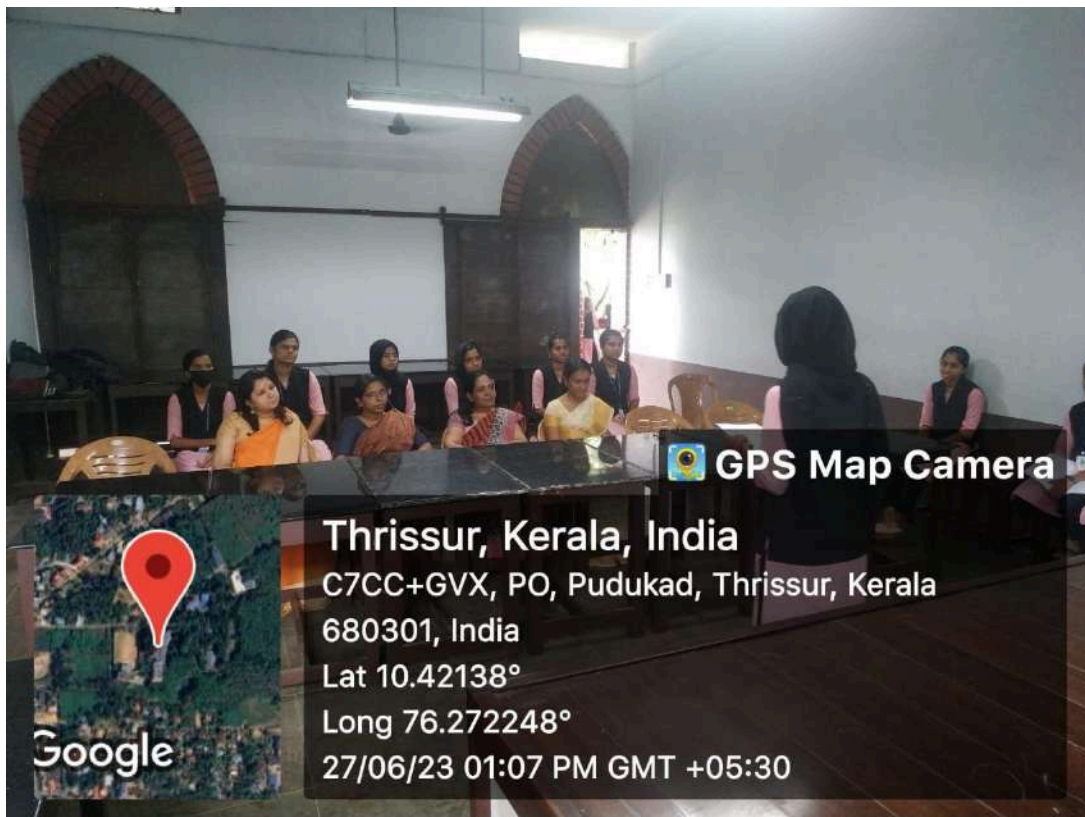 GPS Map Camera
Thrissur, Kerala, India
C7CC+GVX, PO, Pudukad, Thrissur, Kerala
680301, India
Lat 10.42138°
Long 76.272248°
27/06/23 01:07 PM GMT +05:30
Google